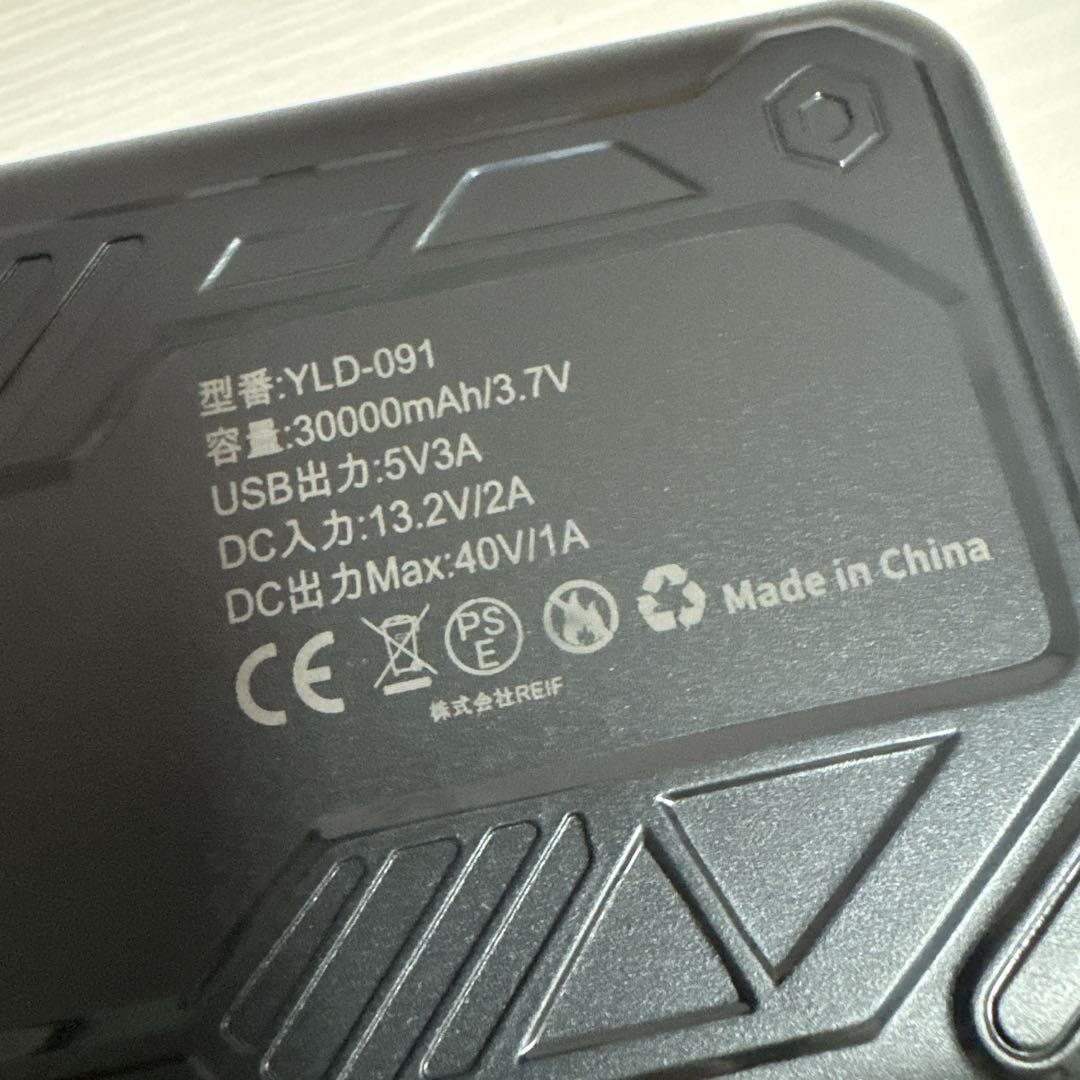 型番:YLD-091
容量:30000mAh/3.7V
USB出力:5V3A
DC入力:13.2V/2A
DC出力Max:40V/1A
CE PSE Made in China
株式会社REIF